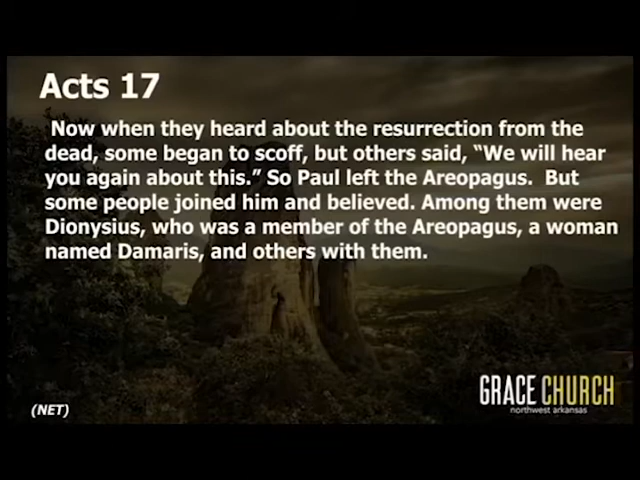 Acts 17
Now when they heard about the resurrection from the
dead, some began to scoff, but others said, “We will hear
you again about this.” So Paul left the Areopagus.  But
some people joined him and believed. Among them were
Dionysius, who was a member of the Areopagus, a woman
named Damaris, and others with them.
GRACE CHURCH
northwest arkansas
(NET)